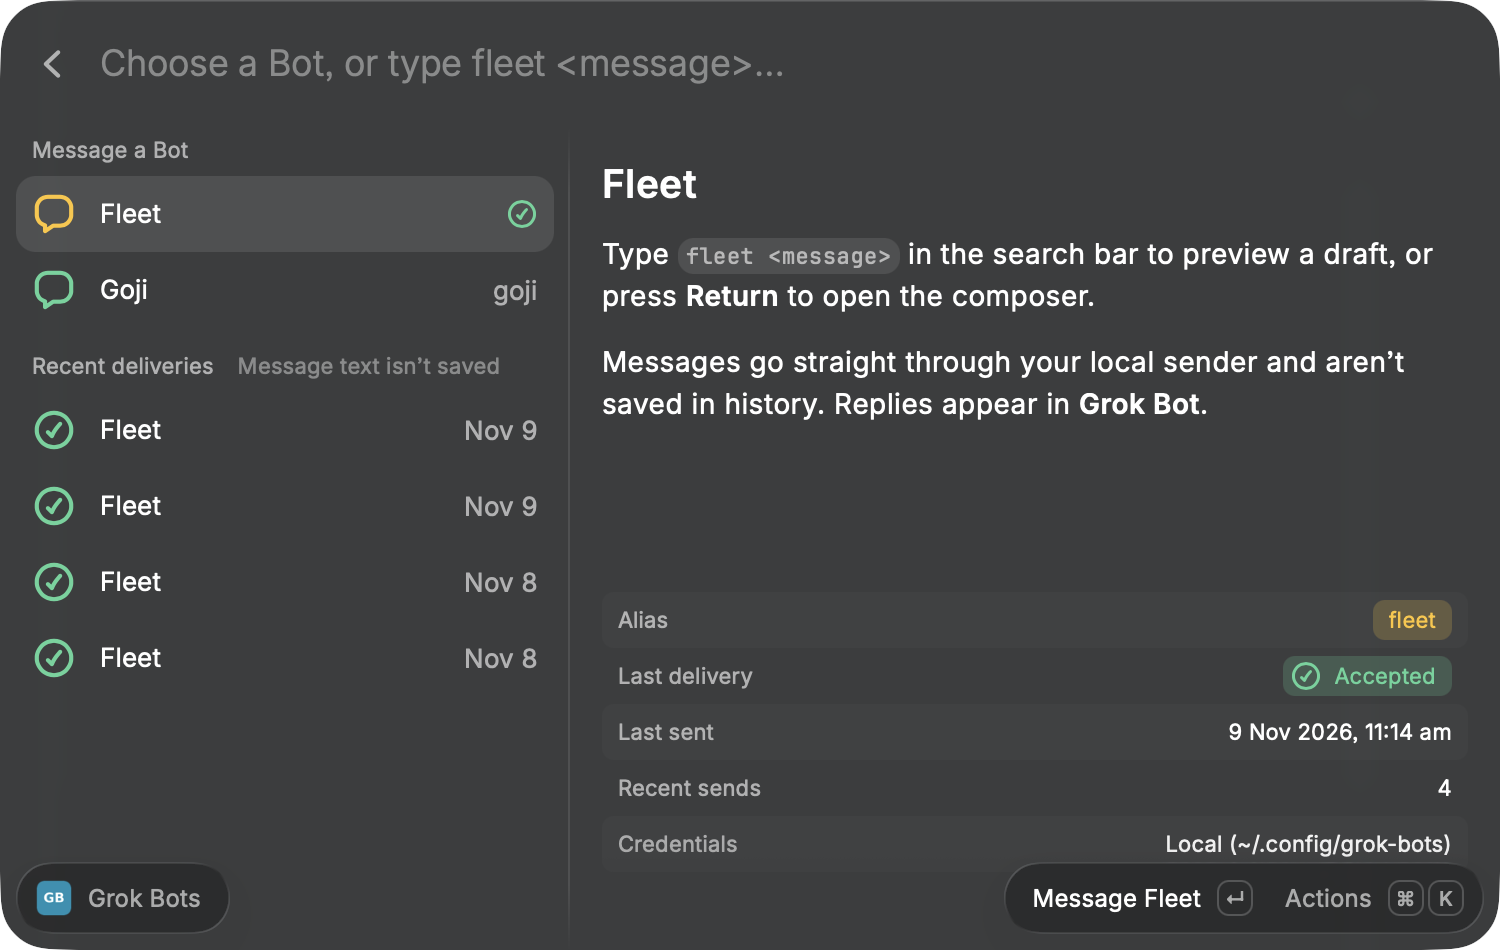 Choose a Bot, or type fleet <message>...
Message a Bot
Fleet
Goji goji
Recent deliveries Message text isn’t saved
Fleet Nov 9
Fleet Nov 9
Fleet Nov 8
Fleet Nov 8
GB Grok Bots
Fleet
Type fleet <message> in the search bar to preview a draft, or
press Return to open the composer.
Messages go straight through your local sender and aren’t
saved in history. Replies appear in Grok Bot.
Alias fleet
Last delivery Accepted
Last sent 9 Nov 2026, 11:14 am
Recent sends 4
Credentials Local (~/.config/grok-bots)
Message Fleet ↵ Actions ⌘ K